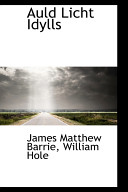 Auld Licht
Idylls
James Matthew
Barrie, William
Hole